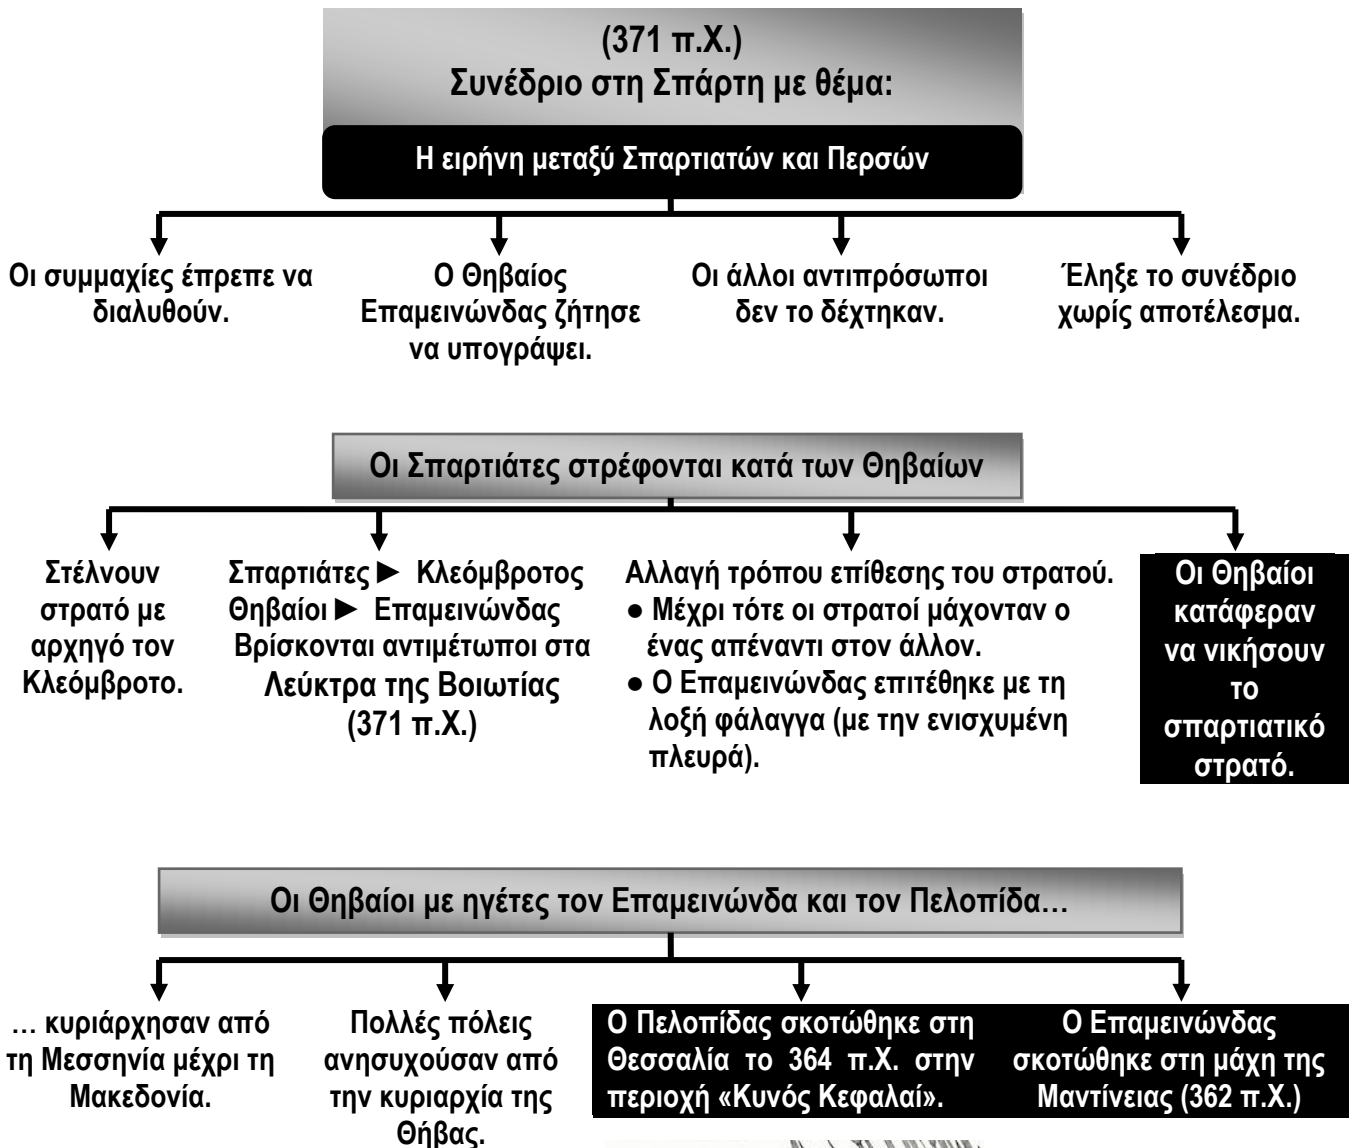 (371 π.Χ.)
Συνέδριο στη Σπάρτη με θέμα:
Η ειρήνη μεταξύ Σπαρτιατών και Περσών
Οι συμμαχίες έπρεπε να
διαλυθούν.
Ο Θηβαίος
Επαμεινώνδας ζήτησε
να υπογράψει.
Οι άλλοι αντιπρόσωποι
δεν το δέχτηκαν.
Έληξε το συνέδριο
χωρίς αποτέλεσμα.
Οι Σπαρτιάτες στρέφονται κατά των Θηβαίων
Στέλνουν
στρατό με
αρχηγό τον
Κλεόμβροτο.
Σπαρτιάτες ► Κλεόμβροτος
Θηβαίοι ► Επαμεινώνδας
Βρίσκονται αντιμέτωποι στα
Λεύκτρα της Βοιωτίας
(371 π.Χ.)
Αλλαγή τρόπου επίθεσης του στρατού.
● Μέχρι τότε οι στρατοί μάχονταν ο
ένας απέναντι στον άλλον.
● Ο Επαμεινώνδας επιτέθηκε με τη
λοξή φάλαγγα (με την ενισχυμένη
πλευρά).
Οι Θηβαίοι
κατάφεραν
να νικήσουν
το
σπαρτιατικό
στρατό.
Οι Θηβαίοι με ηγέτες τον Επαμεινώνδα και τον Πελοπίδα…
… κυριάρχησαν από
τη Μεσσηνία μέχρι τη
Μακεδονία.
Πολλές πόλεις
ανησυχούσαν από
την κυριαρχία της
Θήβας.
Ο Πελοπίδας σκοτώθηκε στη
Θεσσαλία το 364 π.Χ. στην
περιοχή «Κυνός Κεφαλαί».
Ο Επαμεινώνδας
σκοτώθηκε στη μάχη της
Μαντίνειας (362 π.Χ.)